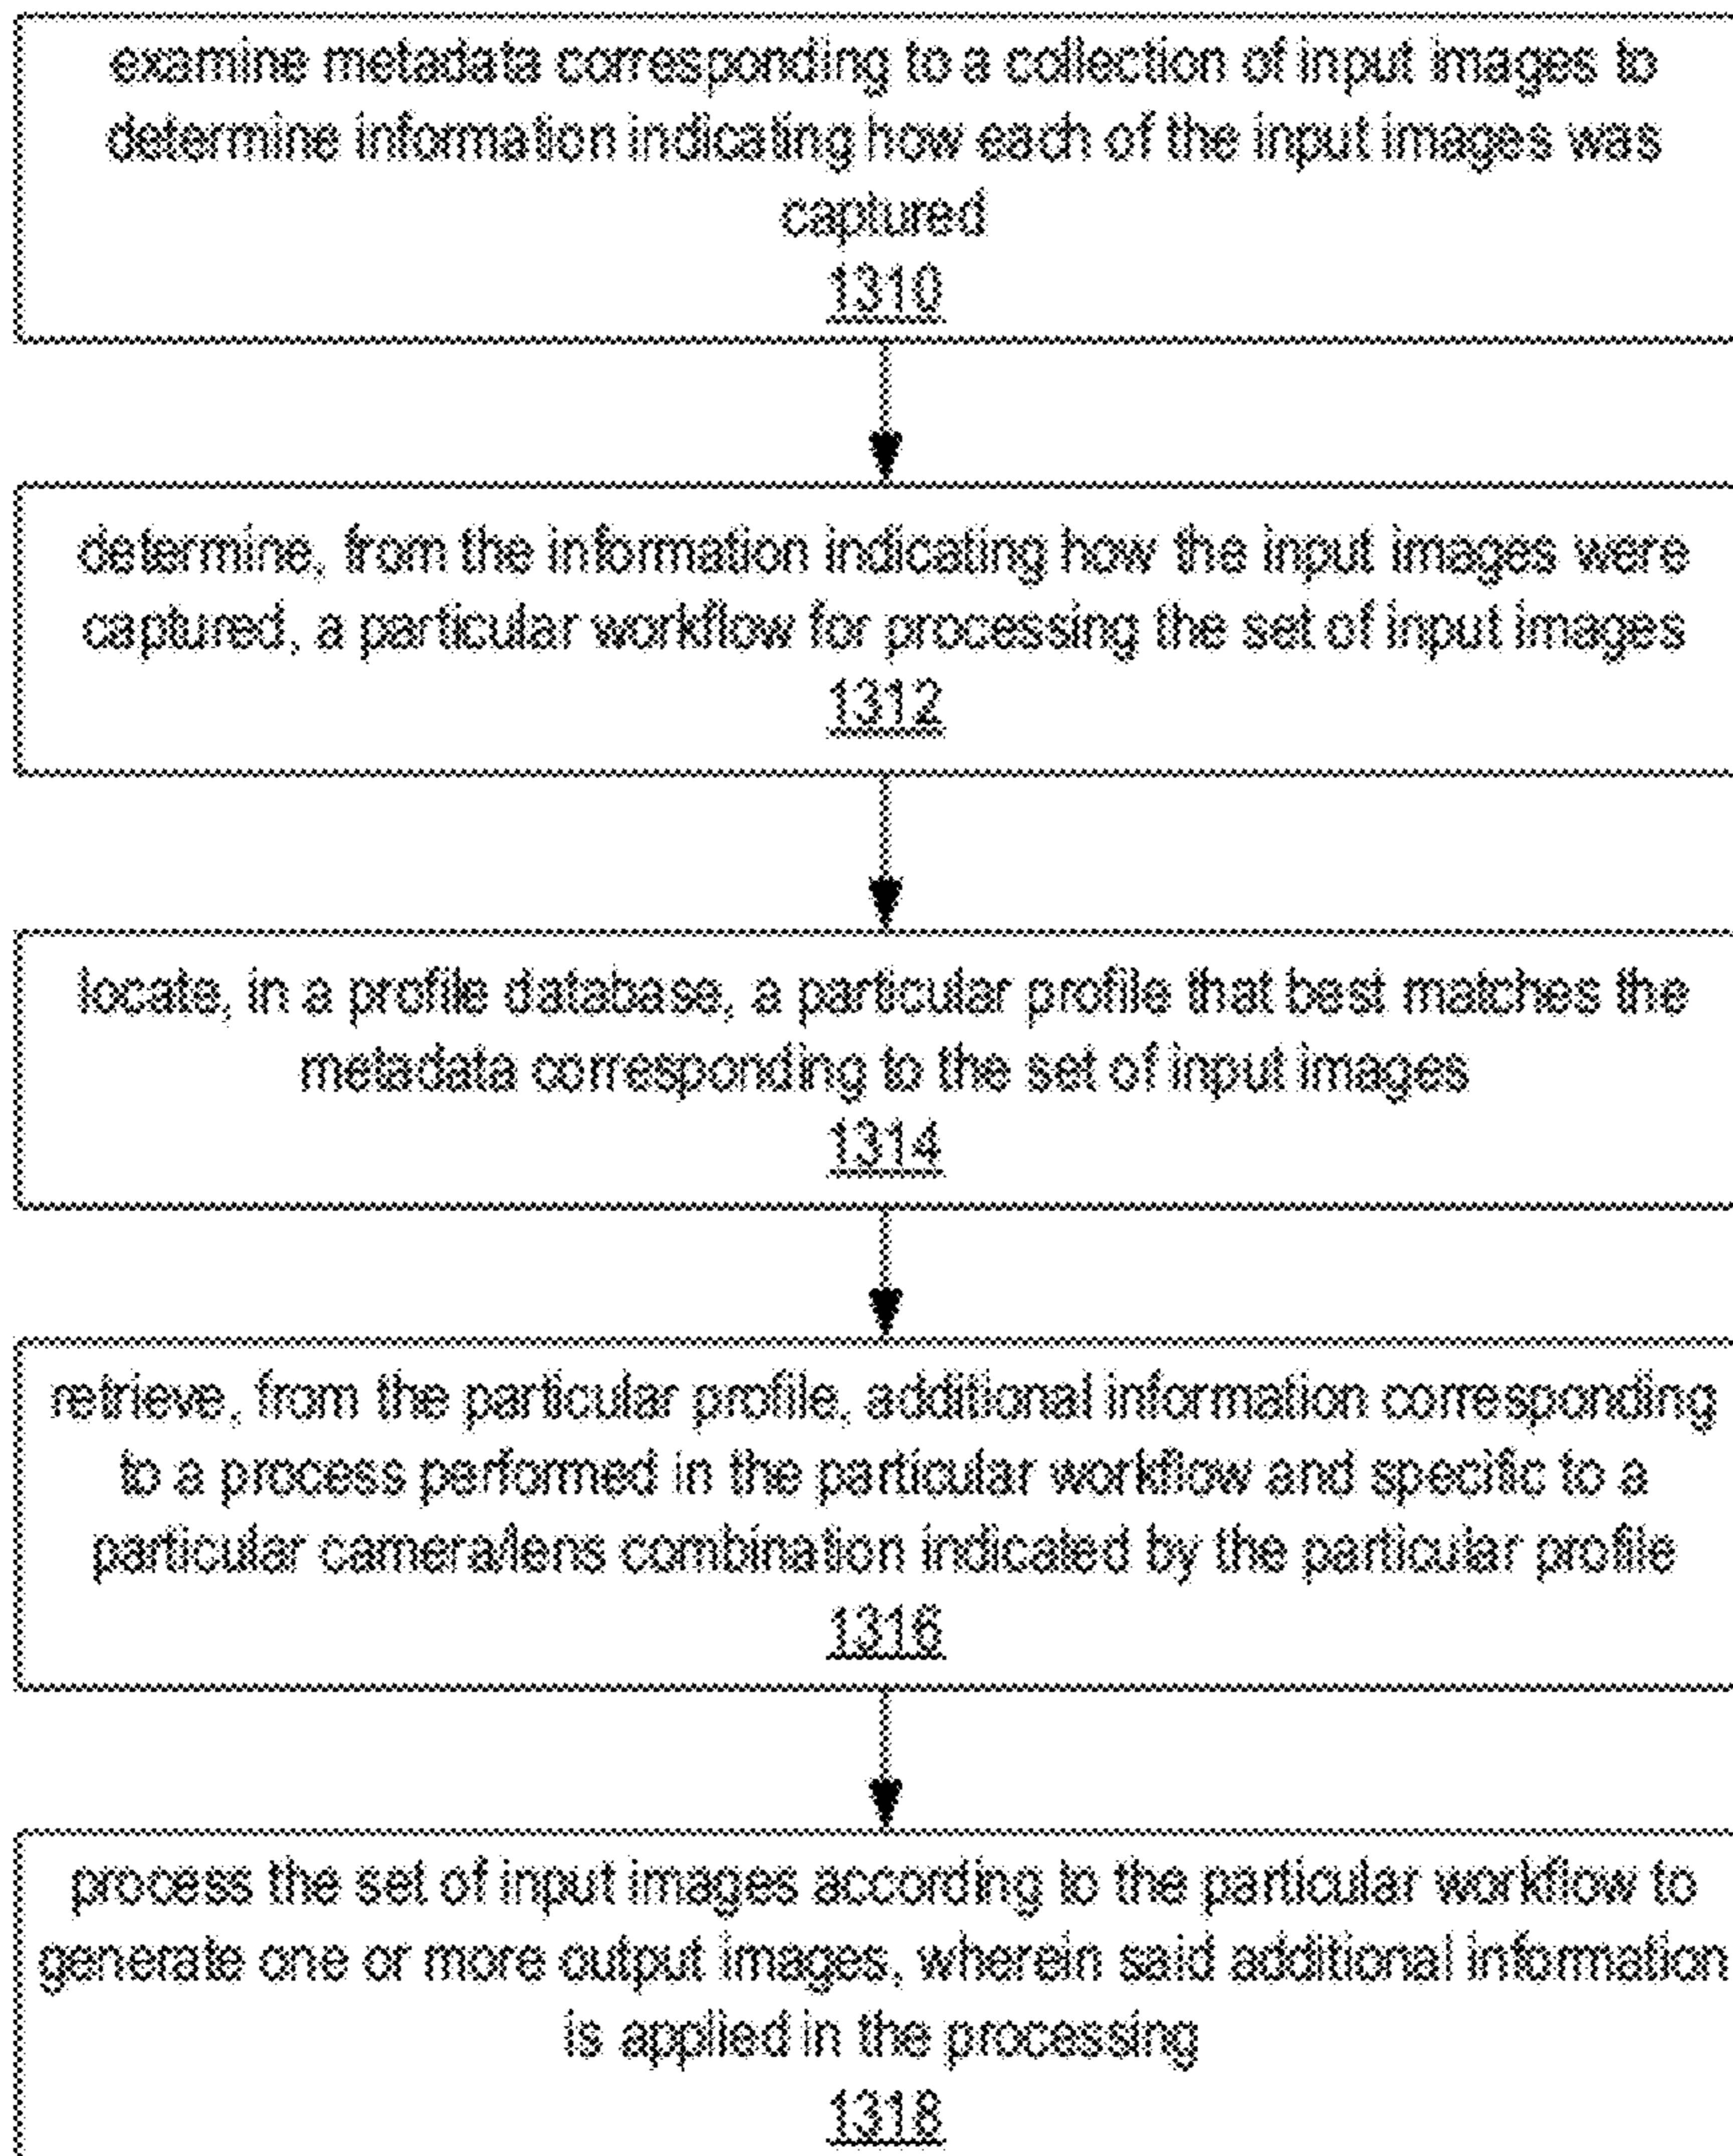 examine metadata corresponding to a collection of input images to
determine information indicating how each of the input images was
captured
1310
determine, from the information indicating how the input images were
captured, a particular workflow for processing the set of input images
1312
locate, in a profile database, a particular profile that best matches the
metadata corresponding to the set of input images
1314
retrieve, from the particular profile, additional information corresponding
to a process performed in the particular workflow and specific to a
particular camera/lens combination indicated by the particular profile
1316
process the set of input images according to the particular workflow to
generate one or more output images, wherein said additional information
is applied in the processing
1318